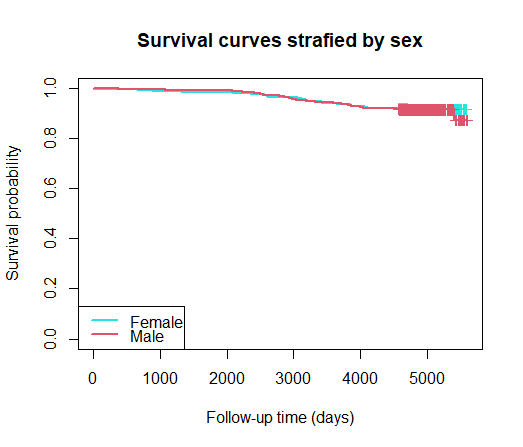 Survival curves strafied by sex
Survival probability
1.0
0.8
0.6
0.4
0.2
0.0
Female
Male
0 1000 2000 3000 4000 5000
Follow-up time (days)